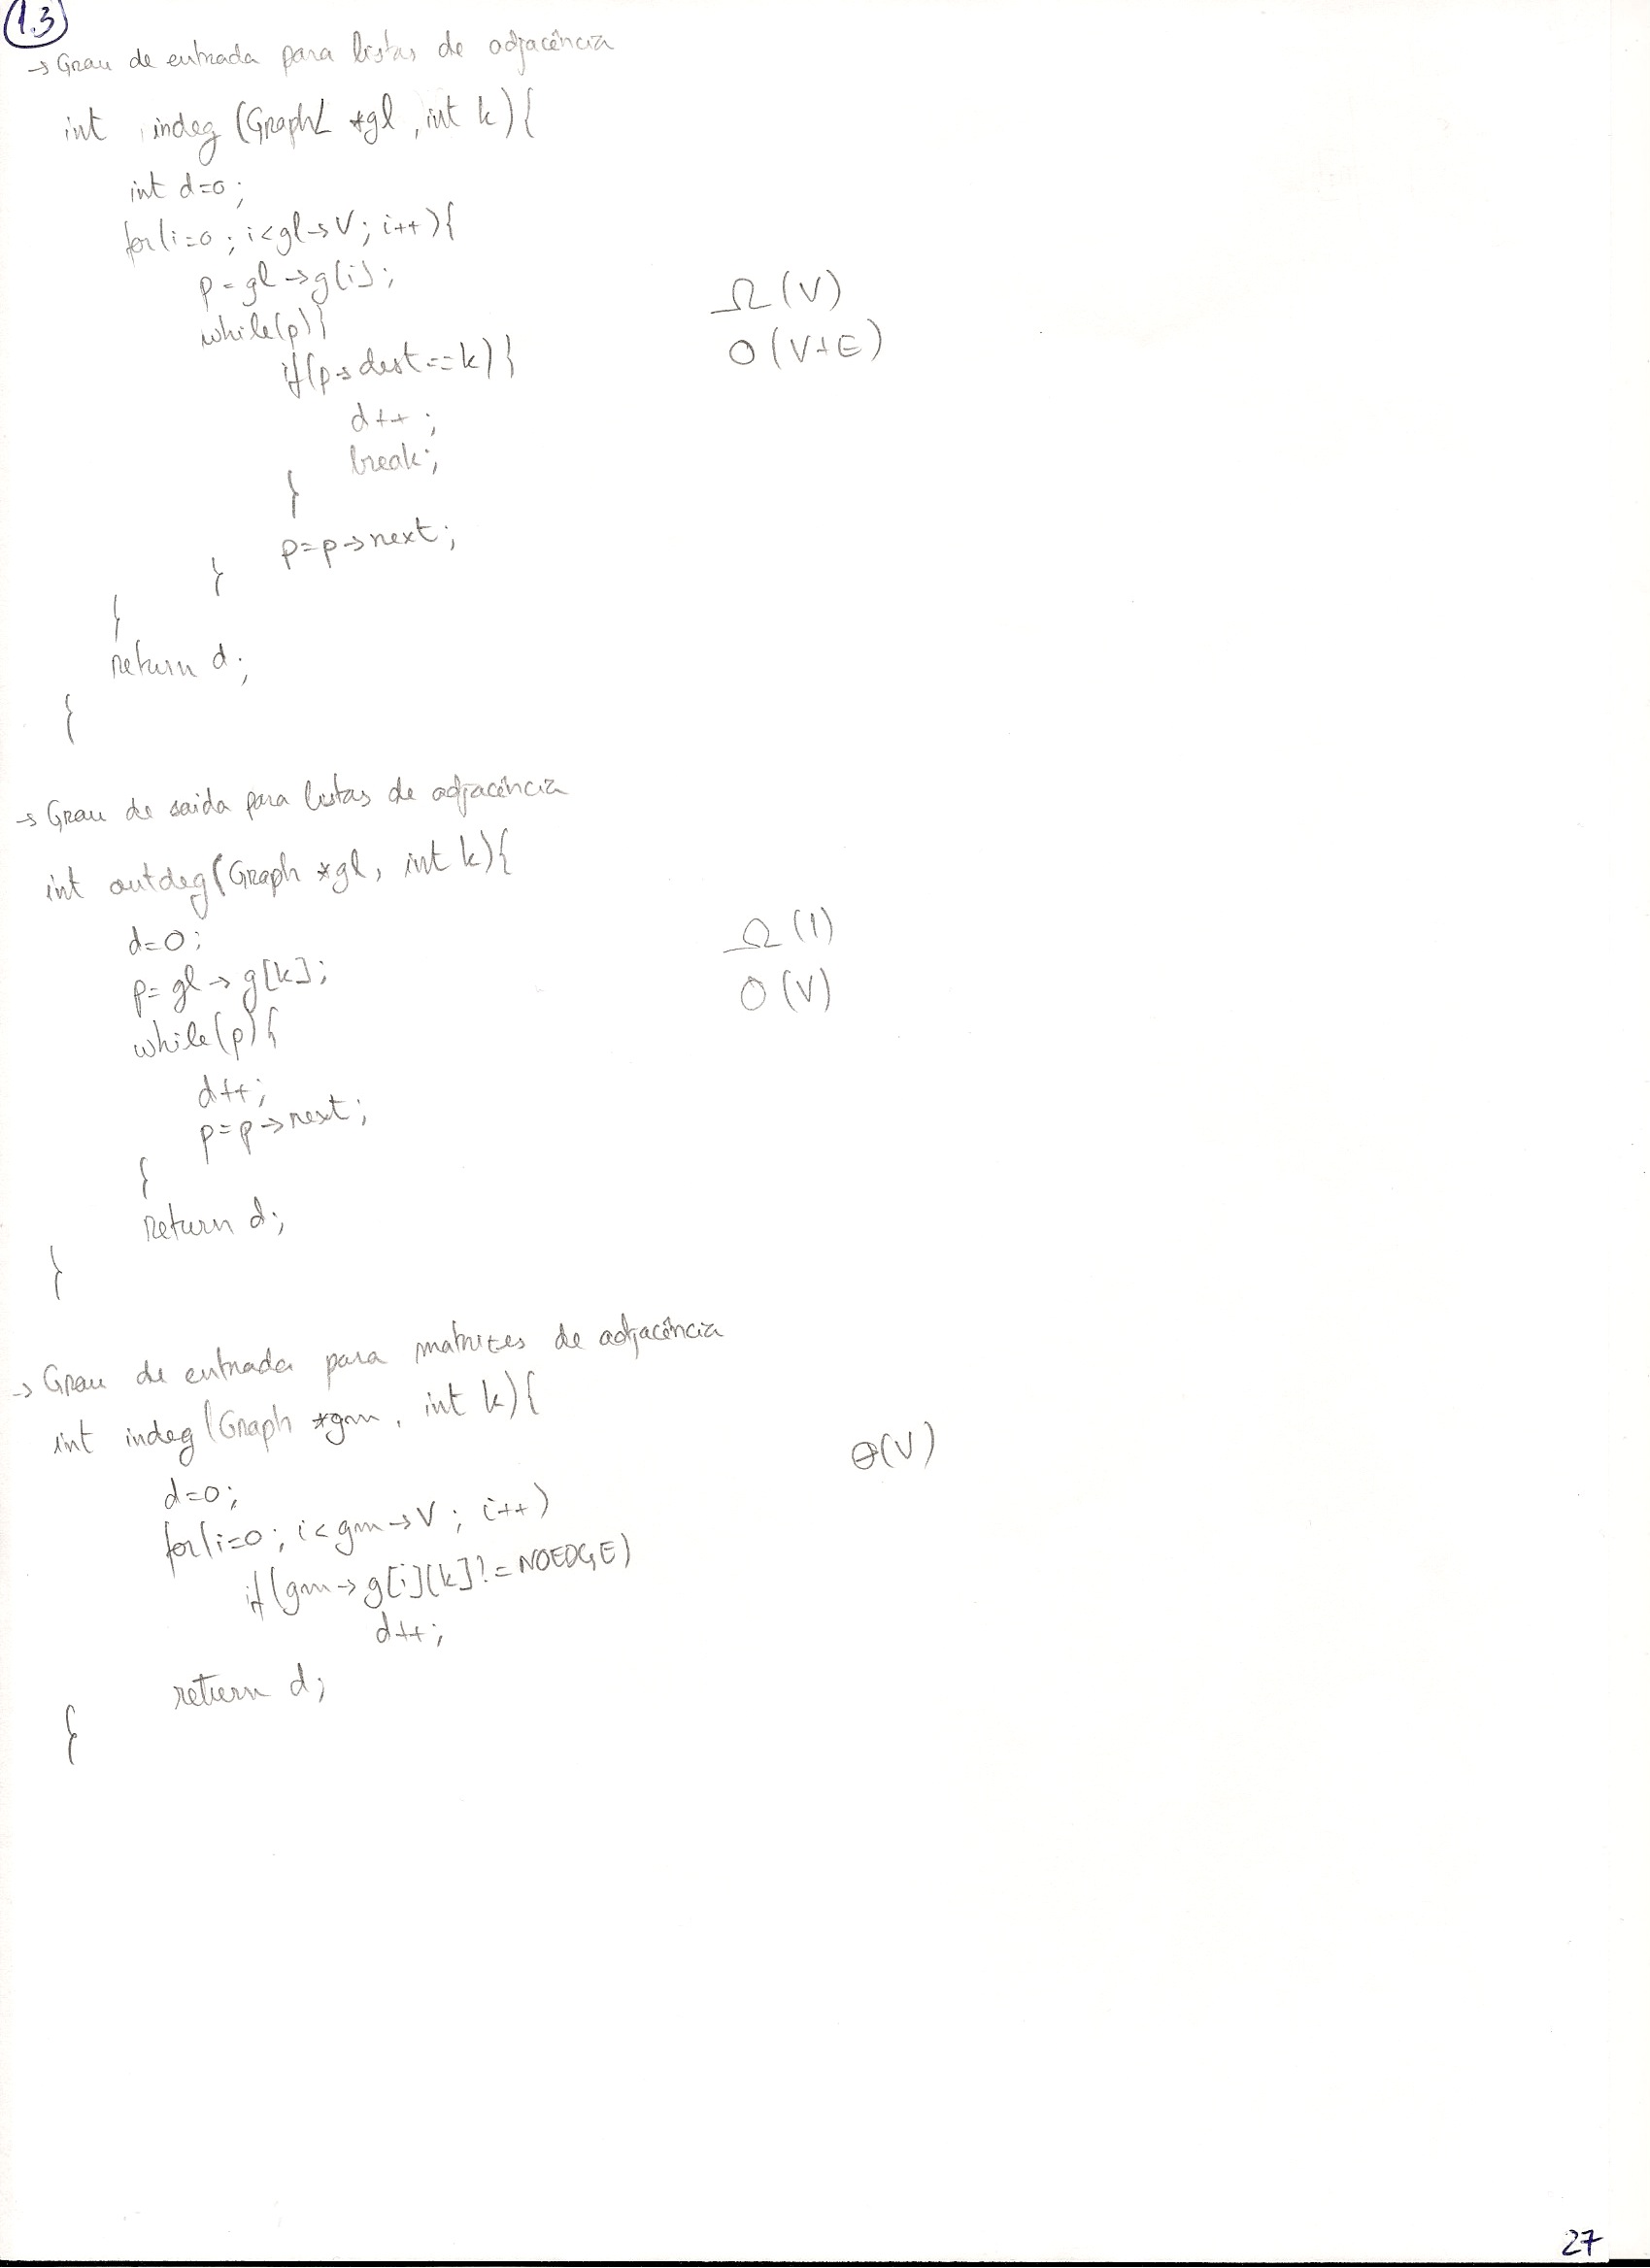 1.3
→ Grau de entrada para listas de adjacência
int indeg (GraphL *gl, int k){
int d=0;
for(i=0; i<gl→V; i++){
p=gl→g[i];
while(p){
Ω(V)
if(p→dest==k){
O(V+E)
d++;
break;
}
p=p→next;
}
}
return d;
}
→ Grau de saida para listas de adjacência
int outdeg(Graph *gl, int k){
d=0;
Ω(1)
p=gl→g[k];
O(V)
while(p){
d++;
p=p→next;
}
return d;
}
→ Grau de entrada para matrizes de adjacência
int indeg(Graph *gm, int k){
Θ(V)
d=0;
for(i=0; i<gm→V; i++)
if(gm→g[i][k]!=NOEDGE)
d++;
return d;
}
27